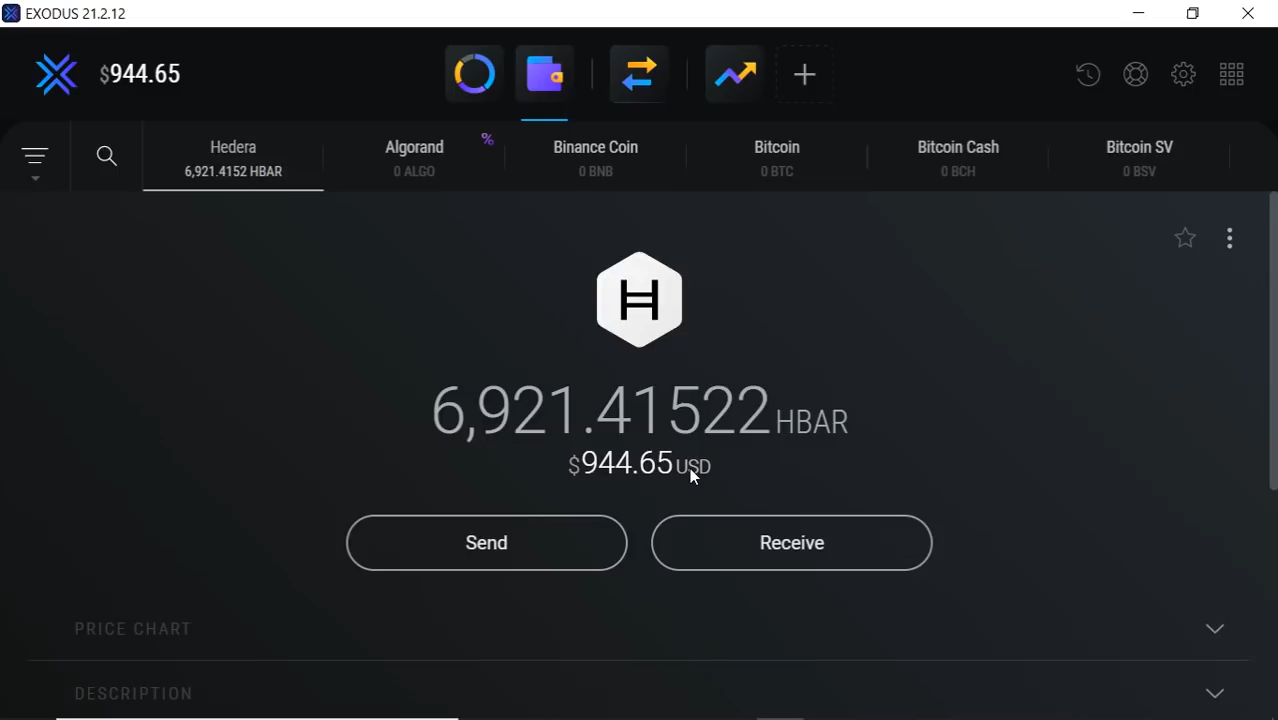 EXODUS 21.2.12
$944.65
Hedera
6,921.4152 HBAR
Algorand
%
0 ALGO
Binance Coin
0 BNB
Bitcoin
0 BTC
Bitcoin Cash
0 BCH
Bitcoin SV
0 BSV
6,921.41522 HBAR
$944.65 USD
Send
Receive
PRICE CHART
DESCRIPTION